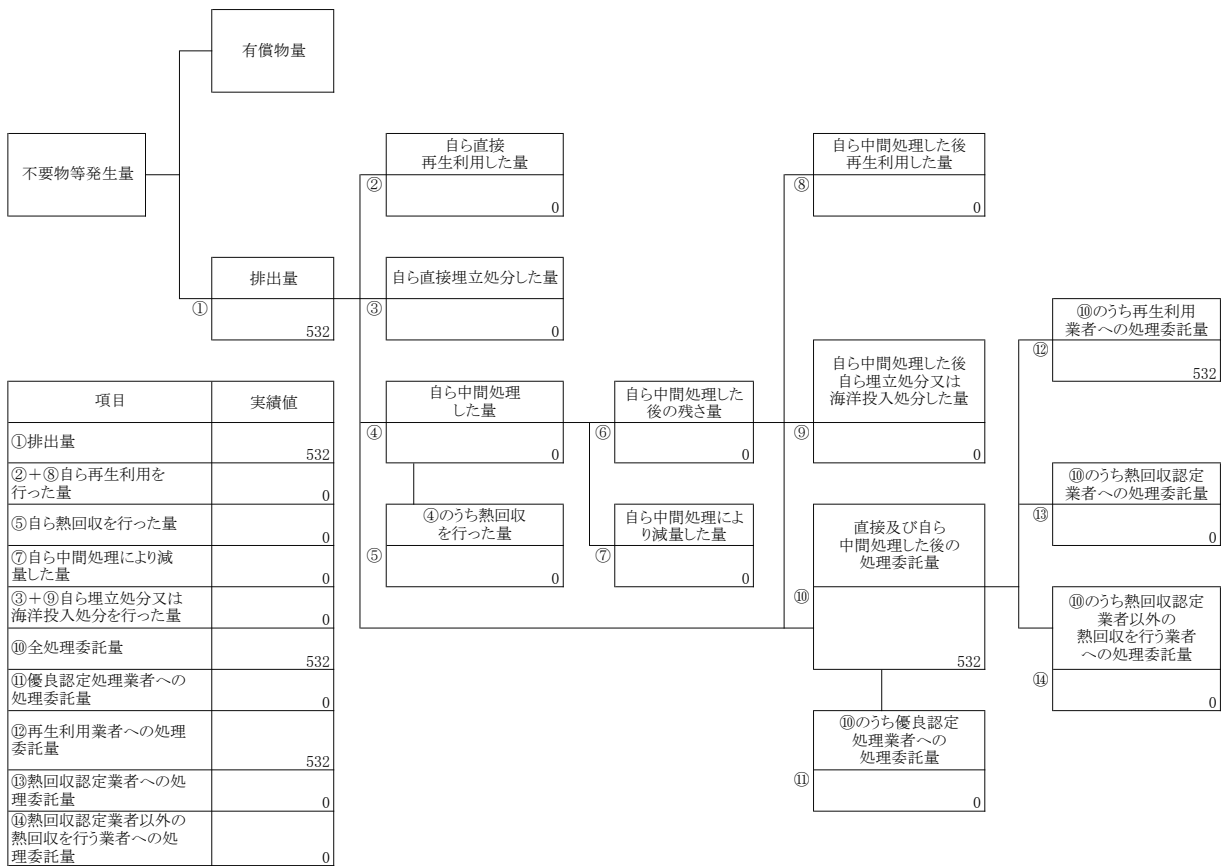 有償物量
不要物等発生量
自ら直接
再生利用した量
②
0
自ら中間処理した後
再生利用した量
⑧
0
排出量
①
532
自ら直接埋立処分した量
③
0
⑩のうち再生利用
業者への処理委託量
⑫
532
自ら中間処理
した量
④
0
自ら中間処理した
後の残さ量
⑥
0
自ら中間処理した後
自ら埋立処分又は
海洋投入処分した量
⑨
0
⑩のうち熱回収認定
業者への処理委託量
⑬
0
④のうち熱回収
を行った量
⑤
0
自ら中間処理によ
り減量した量
⑦
0
直接及び自ら
中間処理した後の
処理委託量
⑩
532
⑩のうち熱回収認定
業者以外の
熱回収を行う業者
への処理委託量
⑭
0
⑩のうち優良認定
処理業者への
処理委託量
⑪
0
項目 実績値
①排出量
532
②+⑧自ら再生利用を
行った量
0
⑤自ら熱回収を行った量
0
⑦自ら中間処理により減
量した量
0
③+⑨自ら埋立処分又は
海洋投入処分を行った量
0
⑩全処理委託量
532
⑪優良認定処理業者への
処理委託量
0
⑫再生利用業者への処理
委託量
532
⑬熱回収認定業者への処
理委託量
0
⑭熱回収認定業者以外の
熱回収を行う業者への処
理委託量
0